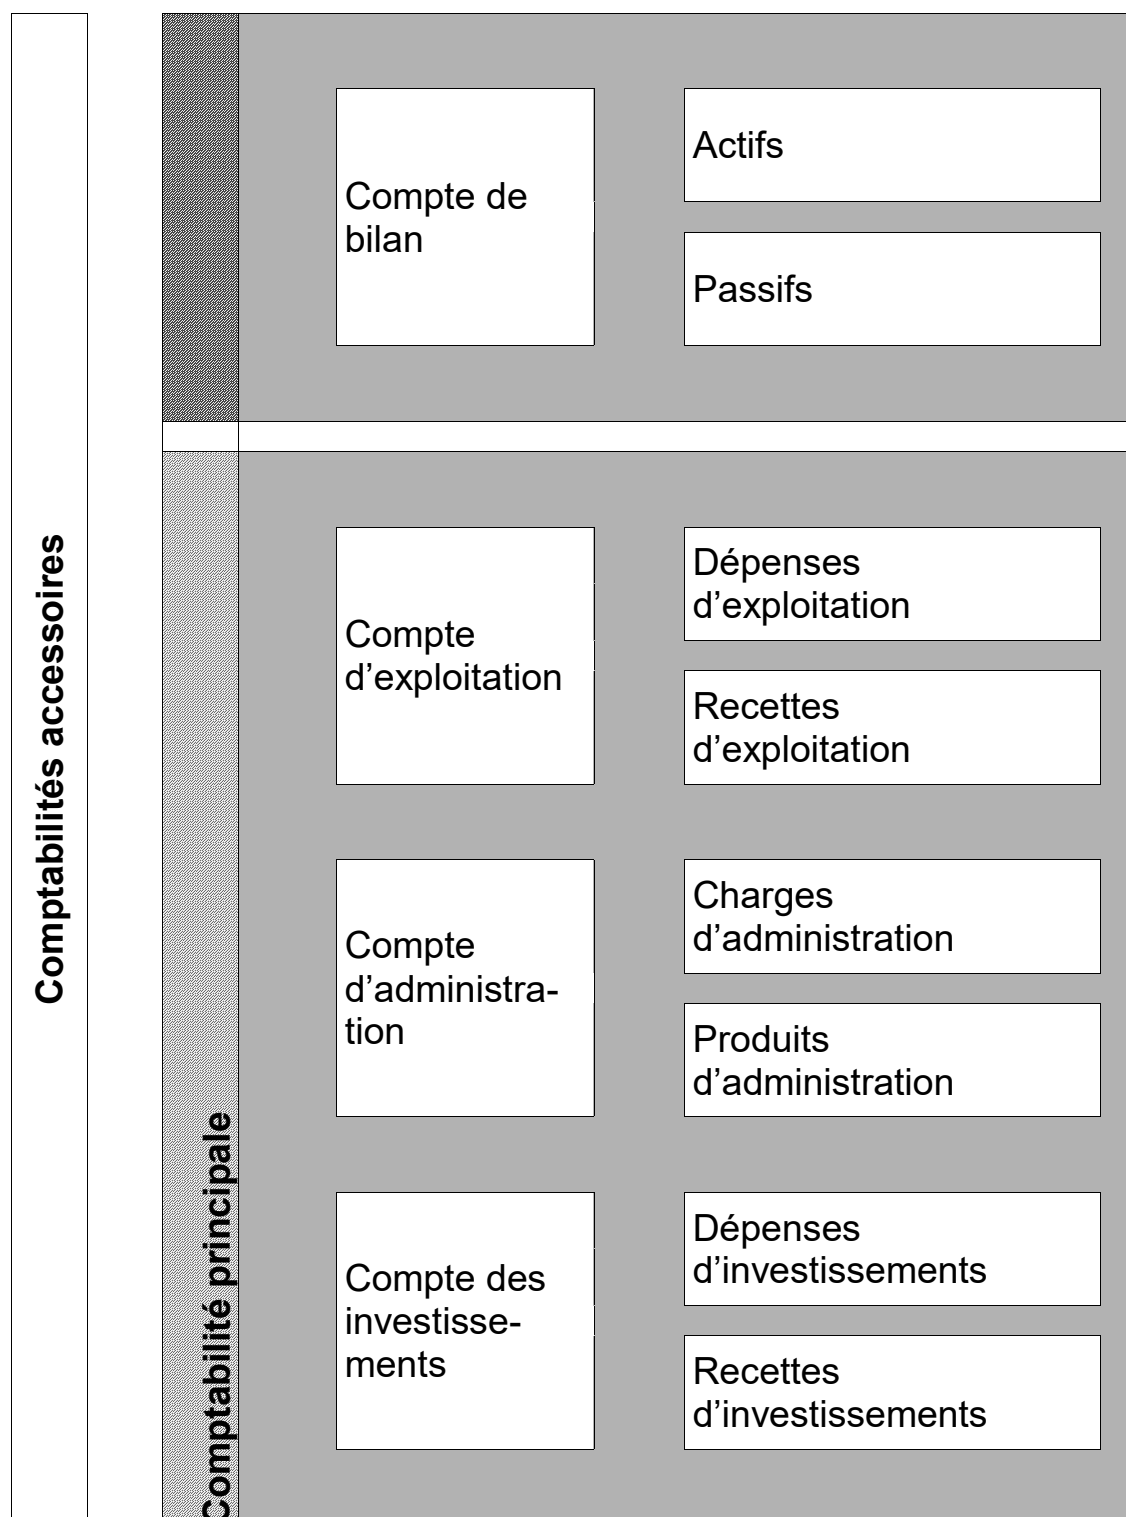 Comptabilités accessoires
Compte de
bilan
Actifs
Passifs
Compte
d’exploitation
Dépenses
d’exploitation
Recettes
d’exploitation
Compte
d’administra-
tion
Charges
d’administration
Produits
d’administration
Comptabilité principale
Compte des
investisse-
ments
Dépenses
d’investissements
Recettes
d’investissements